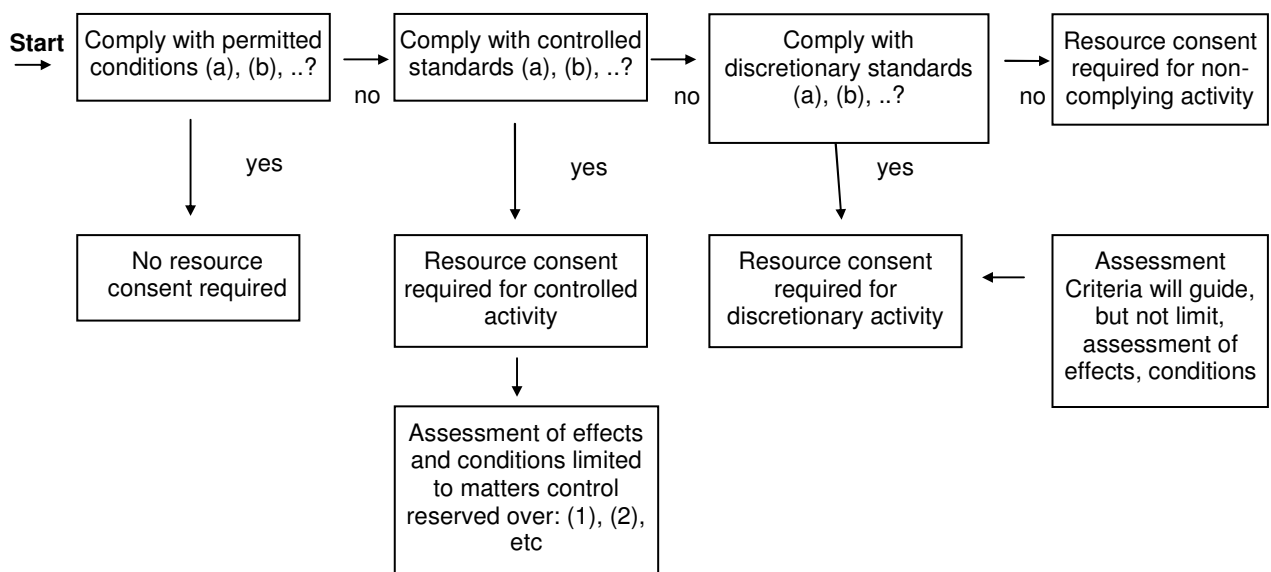 Start
Comply with permitted
conditions (a), (b), ..?
no
Comply with controlled
standards (a), (b), ..?
no
Comply with
discretionary standards
(a), (b), ..?
no
Resource consent
required for non-
complying activity
yes
yes
yes
No resource
consent required
Resource consent
required for controlled
activity
Resource consent
required for
discretionary activity
Assessment
Criteria will guide,
but not limit,
assessment of
effects, conditions
Assessment of effects
and conditions limited
to matters control
reserved over: (1), (2),
etc